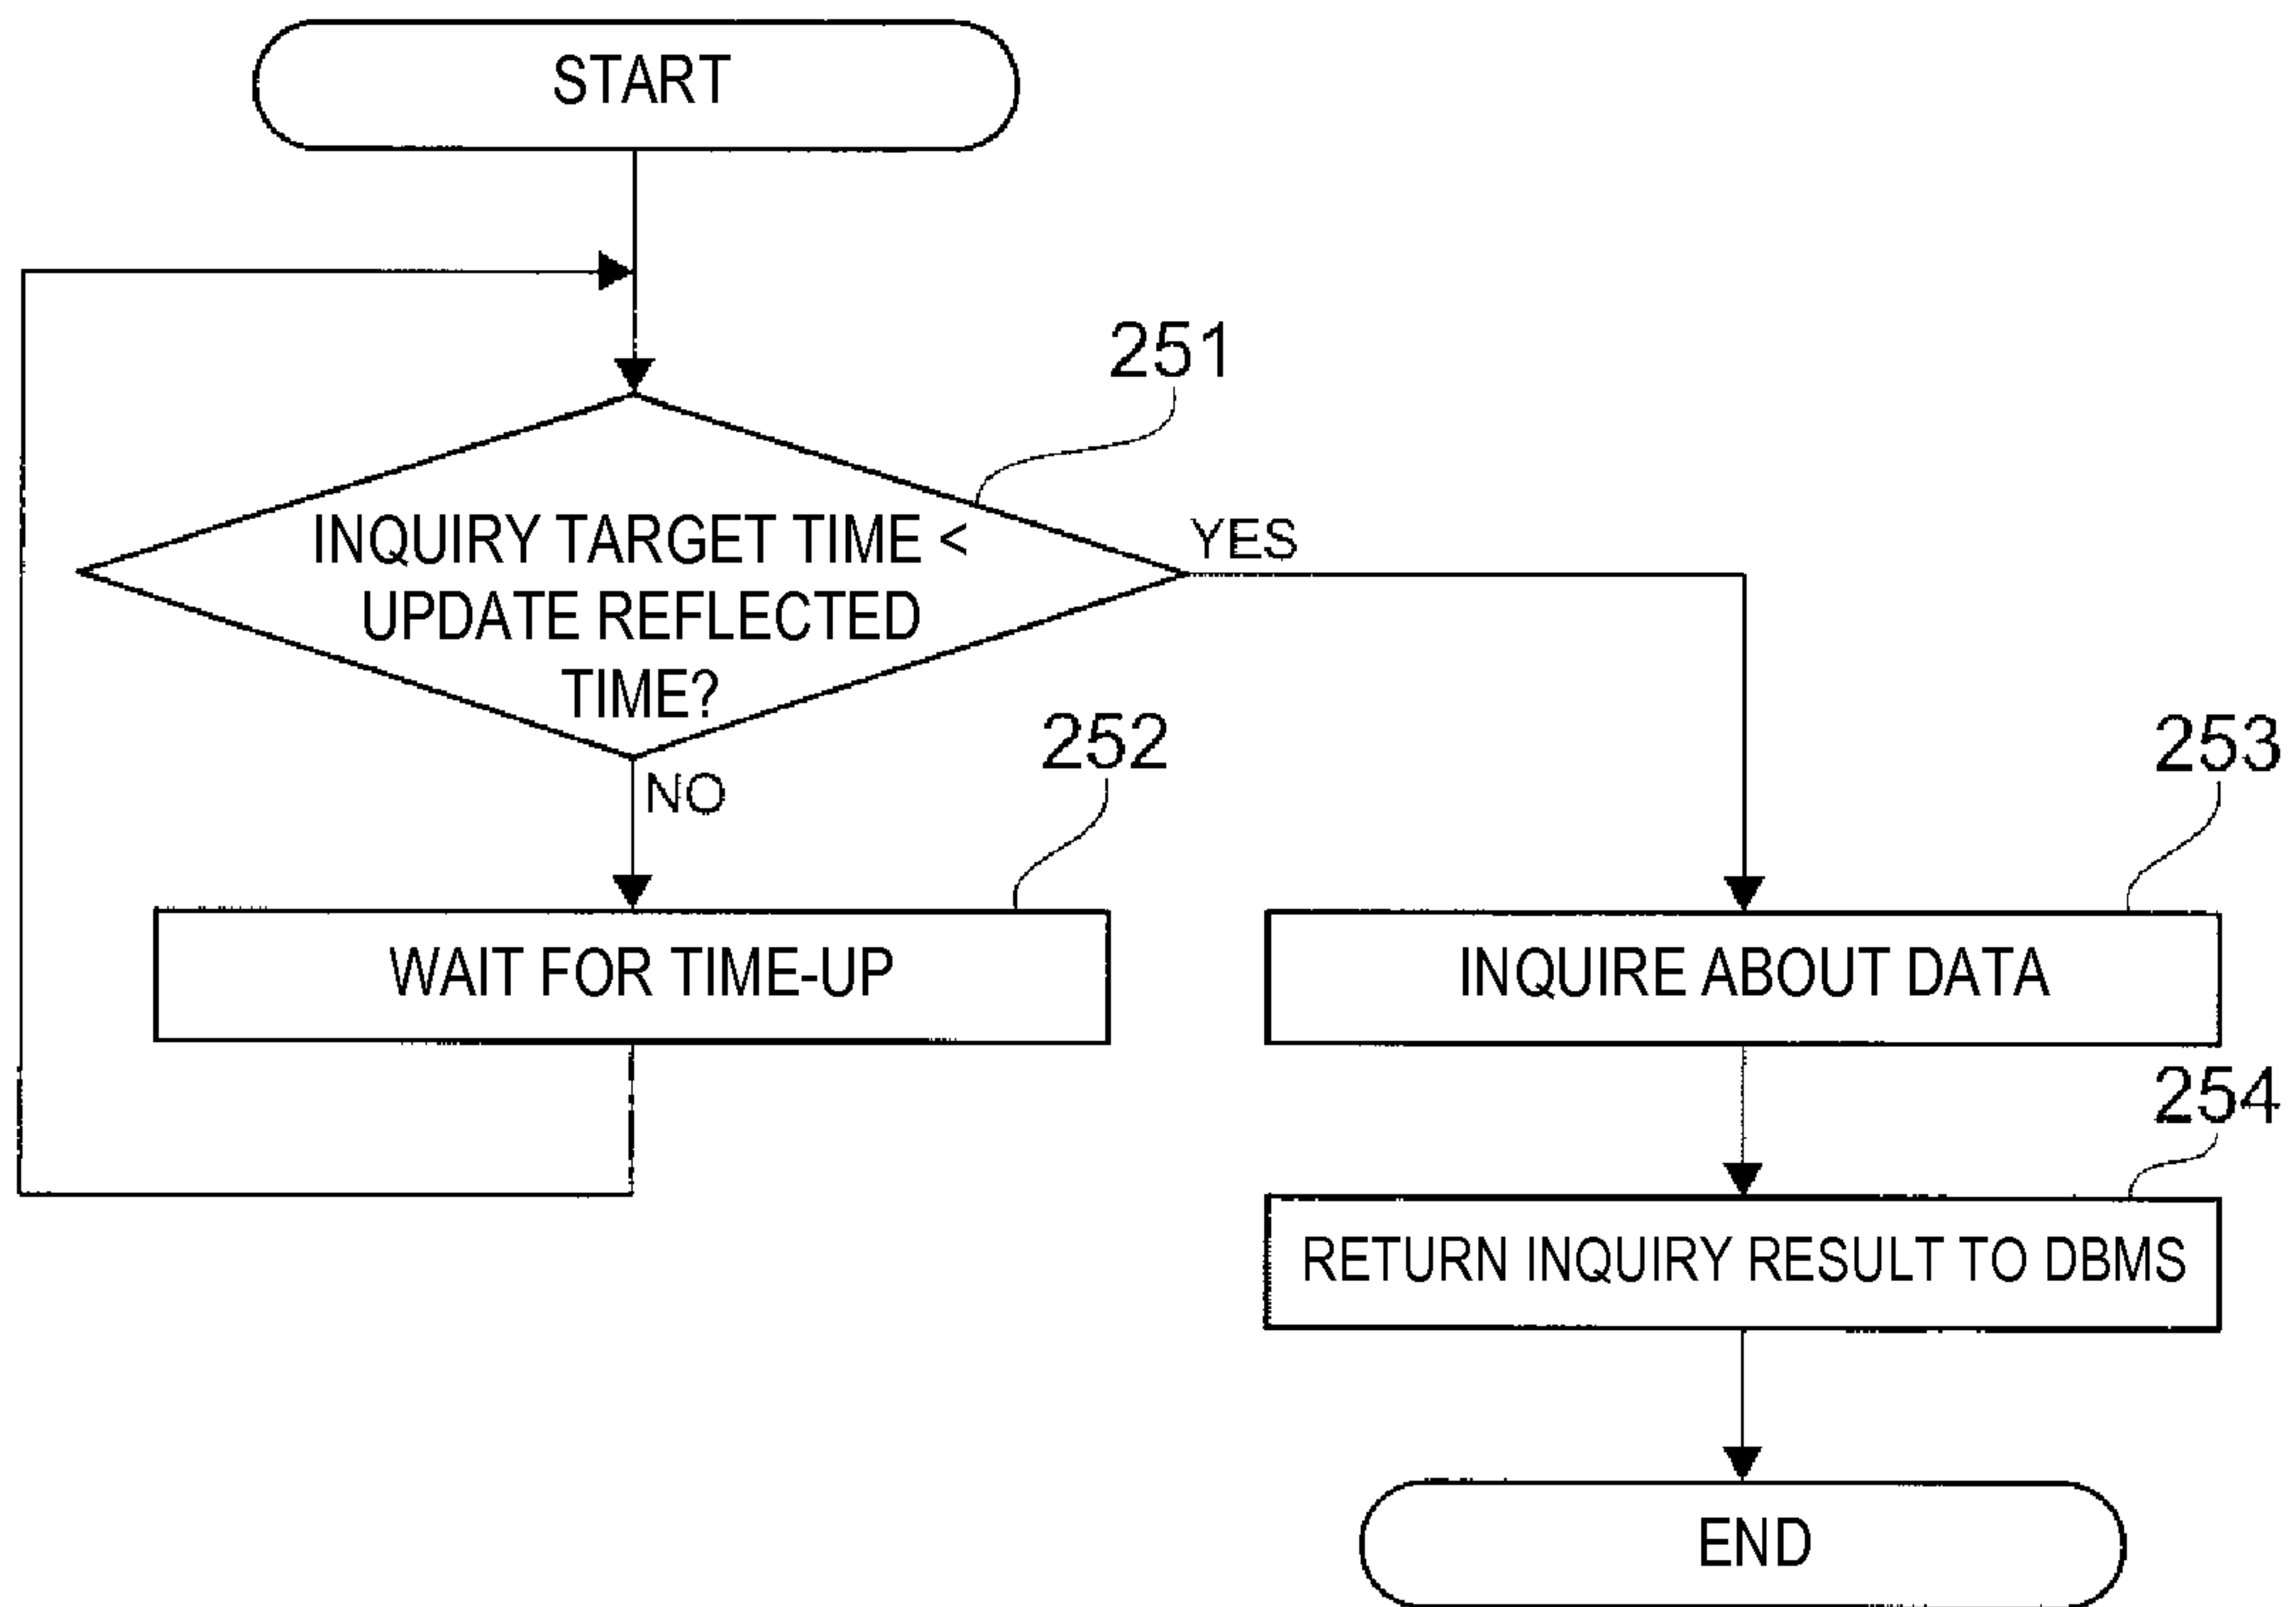 START
251
INQUIRY TARGET TIME <
UPDATE REFLECTED
TIME?
YES
NO
252
253
WAIT FOR TIME-UP
INQUIRE ABOUT DATA
254
RETURN INQUIRY RESULT TO DBMS
END